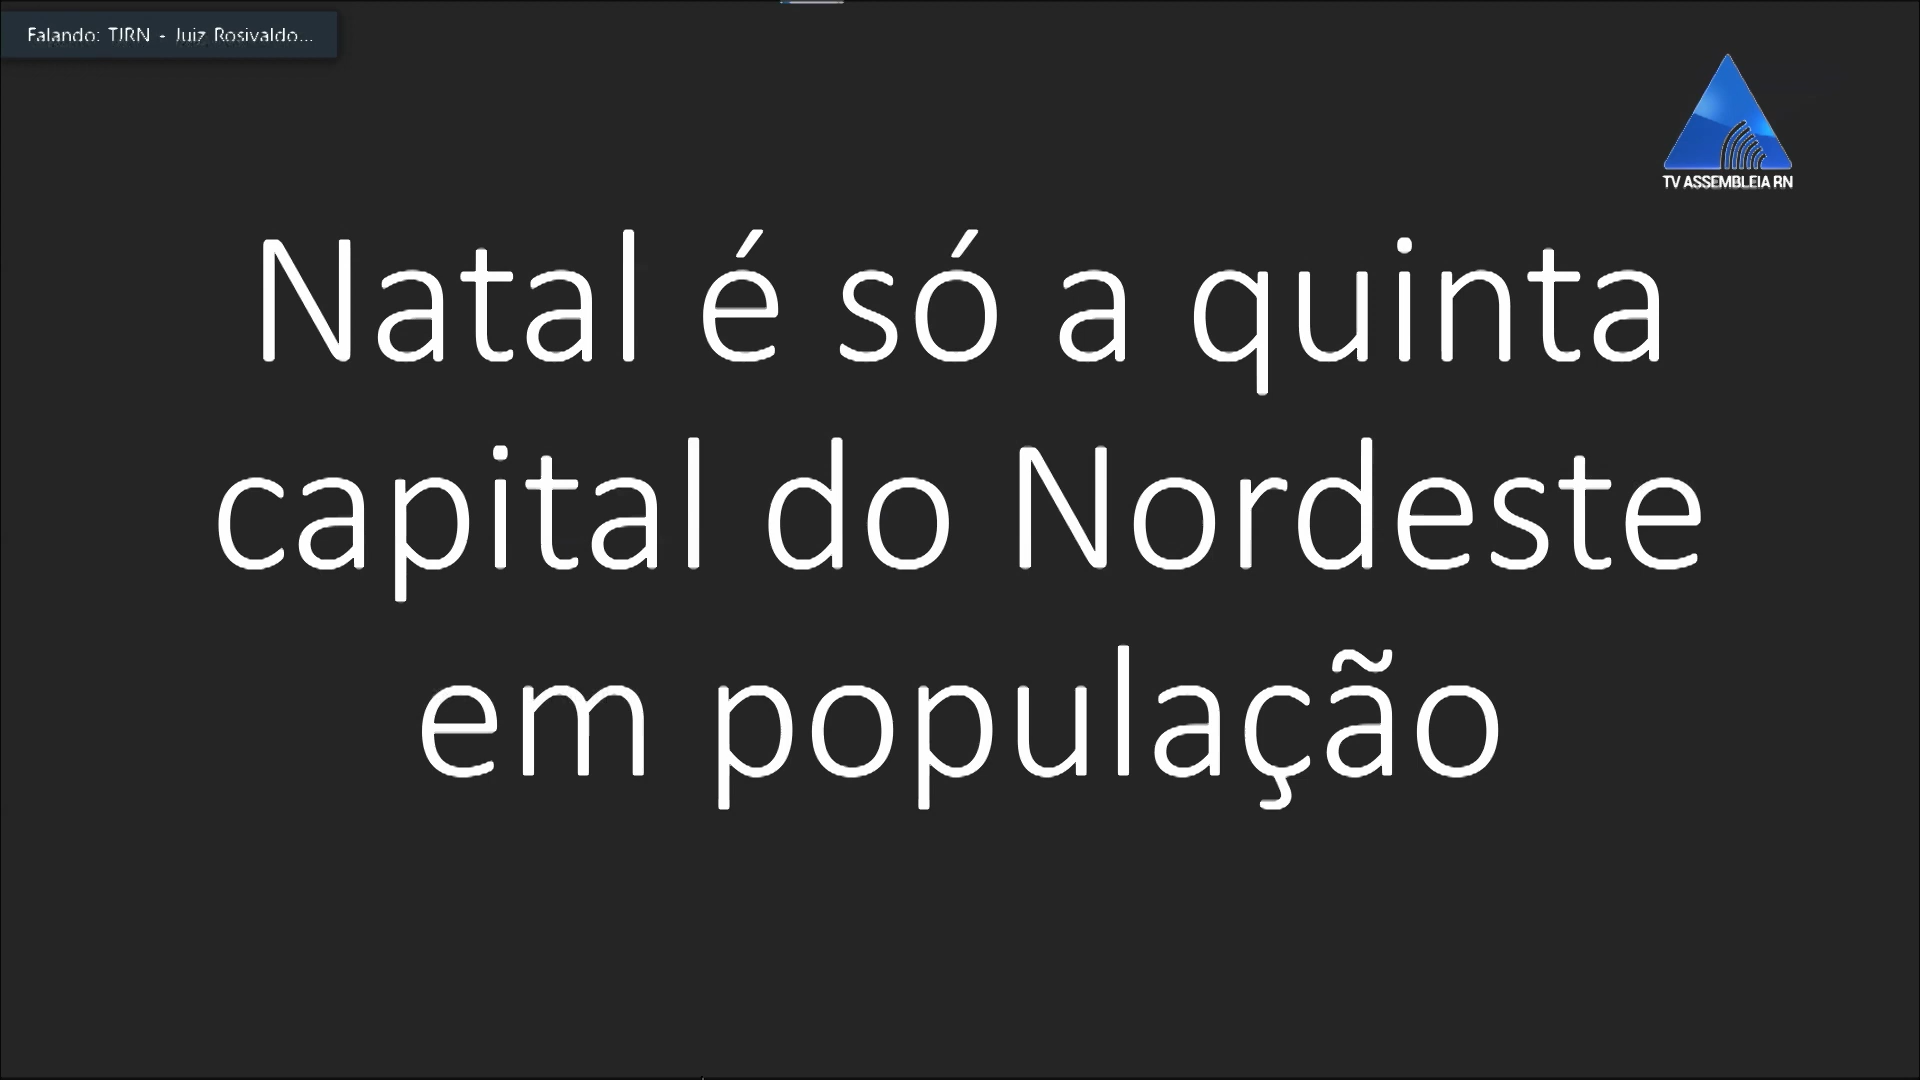 Falando: TJRN - Juiz Rosivaldo...
TV ASSEMBLEIA RN
Natal é só a quinta
capital do Nordeste
em população